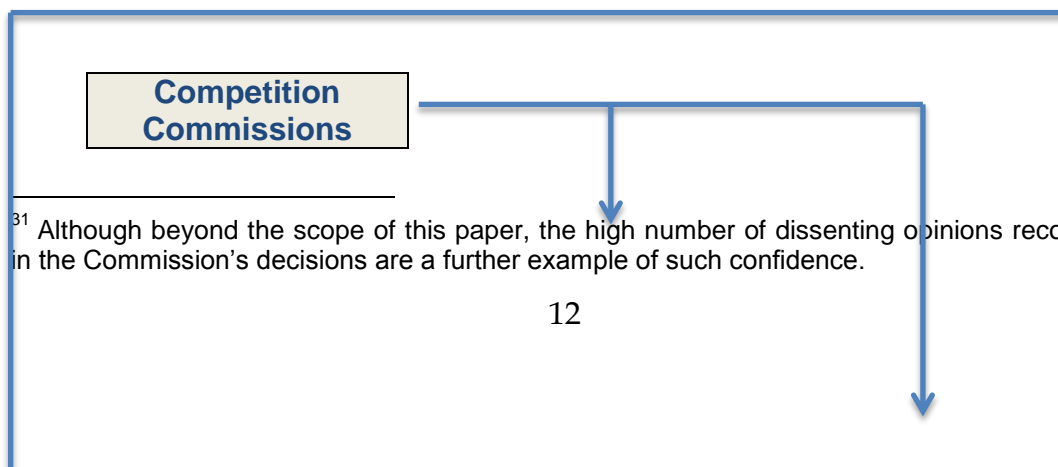 Competition
Commissions
31 Although beyond the scope of this paper, the high number of dissenting opinions
in the Commission's decisions are a further example of such confidence.
12